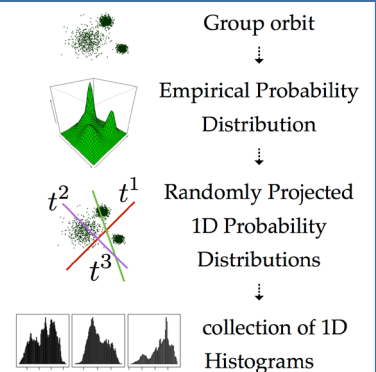 Group orbit
Empirical Probability
Distribution
t² t¹
Randomly Projected
1D Probability
t³
Distributions
collection of 1D
Histograms